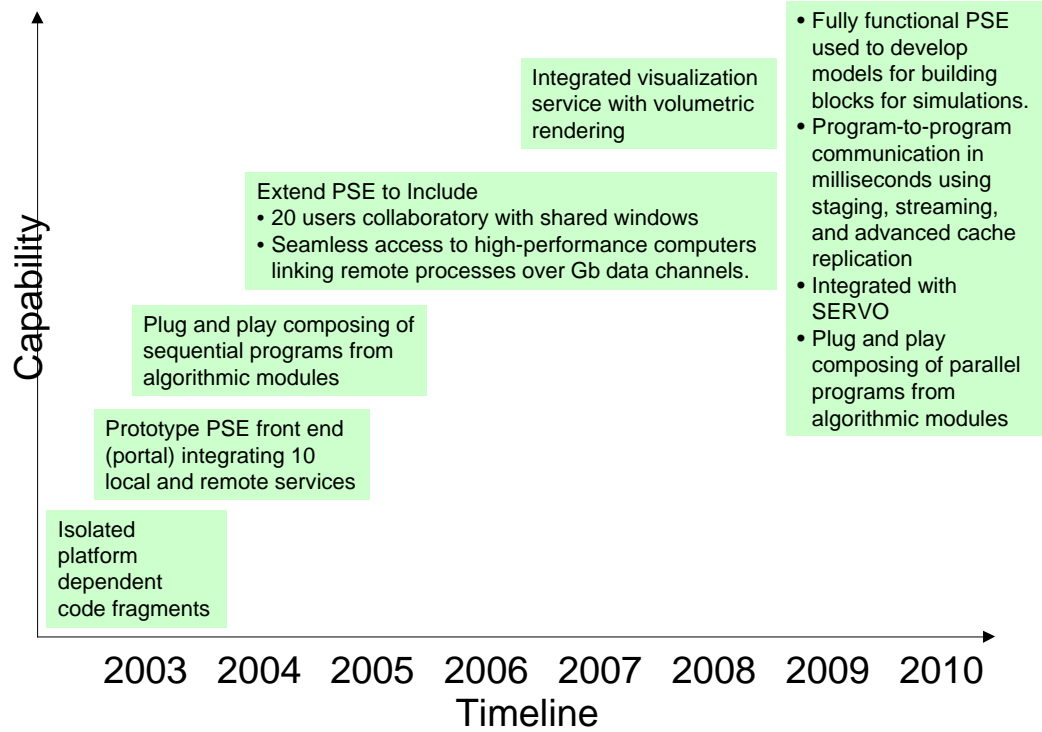 Capability
Integrated visualization
service with volumetric
rendering
Extend PSE to Include
• 20 users collaboratory with shared windows
• Seamless access to high-performance computers
linking remote processes over Gb data channels.
Plug and play composing of
sequential programs from
algorithmic modules
Prototype PSE front end
(portal) integrating 10
local and remote services
Isolated
platform
dependent
code fragments
• Fully functional PSE
used to develop
models for building
blocks for simulations.
• Program-to-program
communication in
milliseconds using
staging, streaming,
and advanced cache
replication
• Integrated with
SERVO
• Plug and play
composing of parallel
programs from
algorithmic modules
2003 2004 2005 2006 2007 2008 2009 2010
Timeline